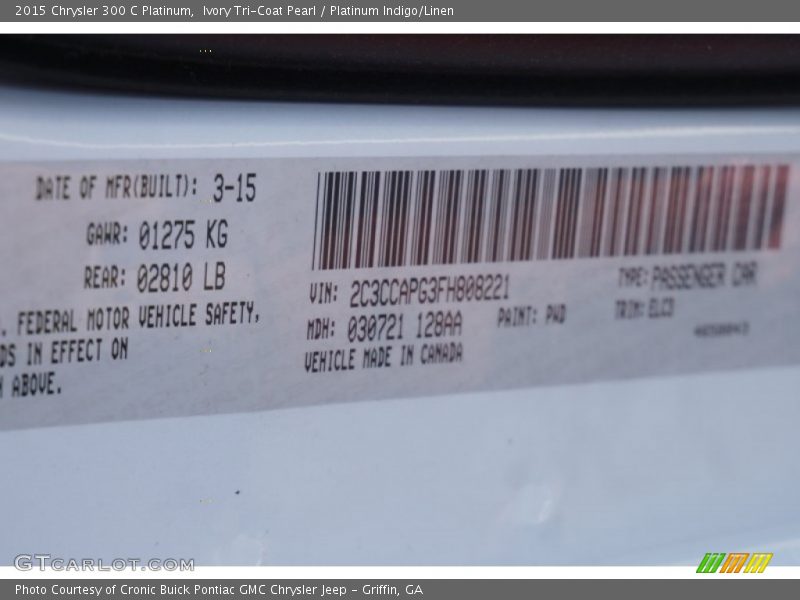 2015 Chrysler 300 C Platinum, Ivory Tri-Coat Pearl / Platinum Indigo/Linen
DATE OF MFR(BUILT): 3-15
GAWR: 01275 KG
REAR: 02810 LB
FEDERAL MOTOR VEHICLE SAFETY,
DS IN EFFECT ON
ABOVE.
VIN: 2C3CCAPG3FH808221
TYPE: PASSENGER CAR
MDH: 030721 128AA
PAINT: PWD
TRIM: ELCD
VEHICLE MADE IN CANADA
GTCARLOT.COM
Photo Courtesy of Cronic Buick Pontiac GMC Chrysler Jeep - Griffin, GA